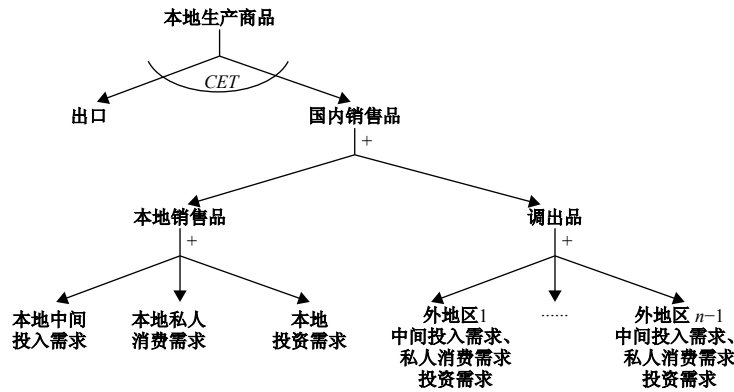 本地生产商品
CET
出口
国内销售品
+
本地销售品
调出品
+
+
本地中间
投入需求
本地私人
消费需求
本地
投资需求
外地区1
中间投入需求、
私人消费需求
投资需求
······
外地区 n−1
中间投入需求、
私人消费需求
投资需求